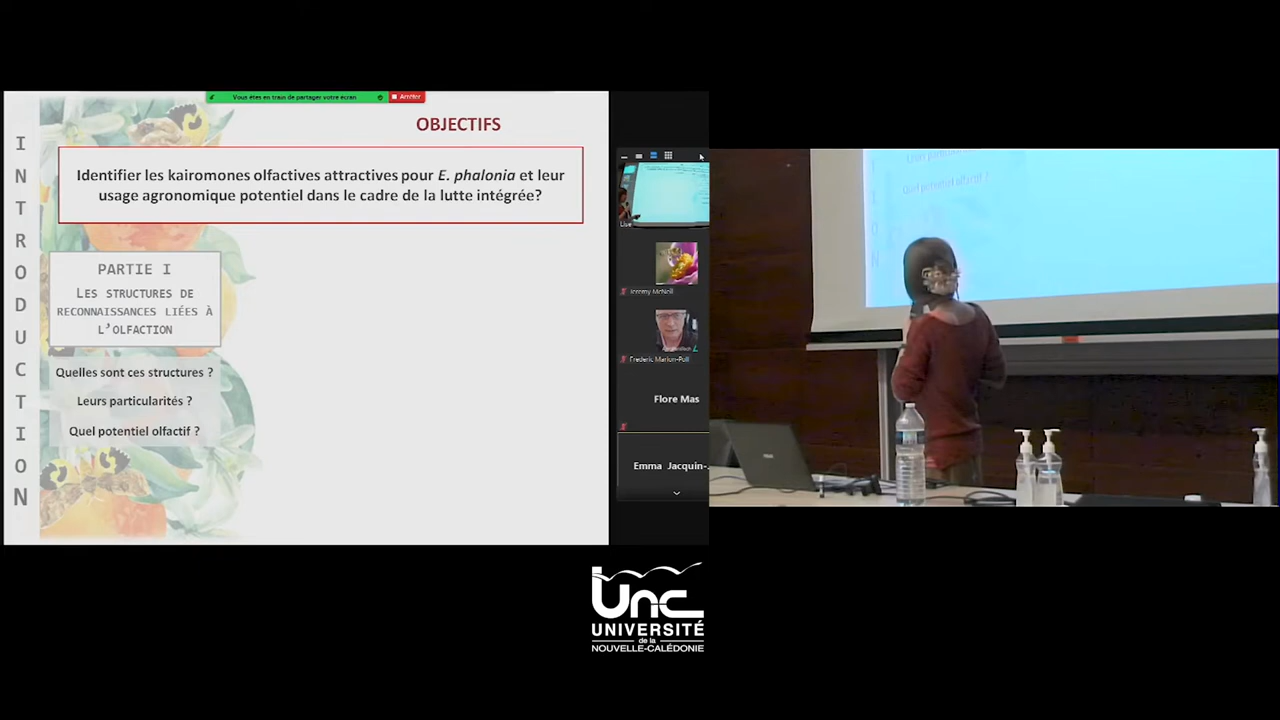 Vous êtes en train de partager votre écran
Arrêter
INTRODUCTION
OBJECTIFS
Identifier les kairomones olfactives attractives pour E. phalonia et leur
usage agronomique potentiel dans le cadre de la lutte intégrée?
PARTIE I
LES STRUCTURES DE
RECONNAISSANCES LIÉES À
L'OLFACTION
Quelles sont ces structures ?
Leurs particularités ?
Quel potentiel olfactif ?
Jeremy McNeil
Frederic Marion-Poll
Flore Mas
Emma Jacquin-
Quel potentiel olfactif ?
unc
UNIVERSITÉ
de la
NOUVELLE-CALÉDONIE